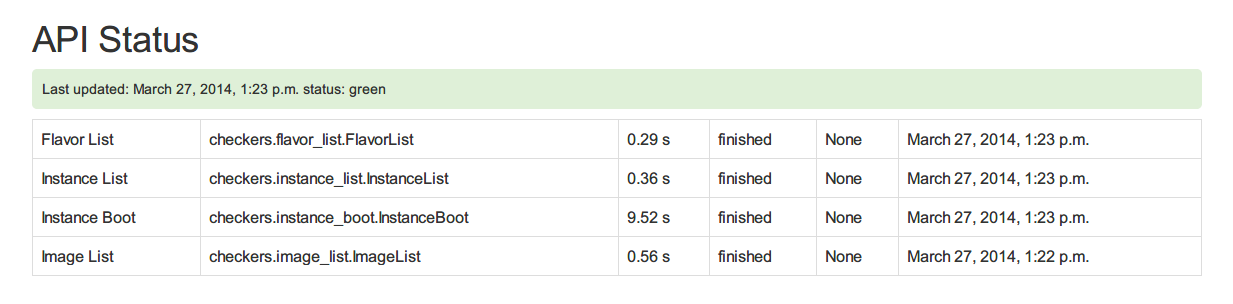 API Status
Last updated: March 27, 2014, 1:23 p.m. status: green
Flavor List checkers.flavor_list.FlavorList 0.29 s finished None March 27, 2014, 1:23 p.m.
Instance List checkers.instance_list.InstanceList 0.36 s finished None March 27, 2014, 1:23 p.m.
Instance Boot checkers.instance_boot.InstanceBoot 9.52 s finished None March 27, 2014, 1:23 p.m.
Image List checkers.image_list.ImageList 0.56 s finished None March 27, 2014, 1:22 p.m.